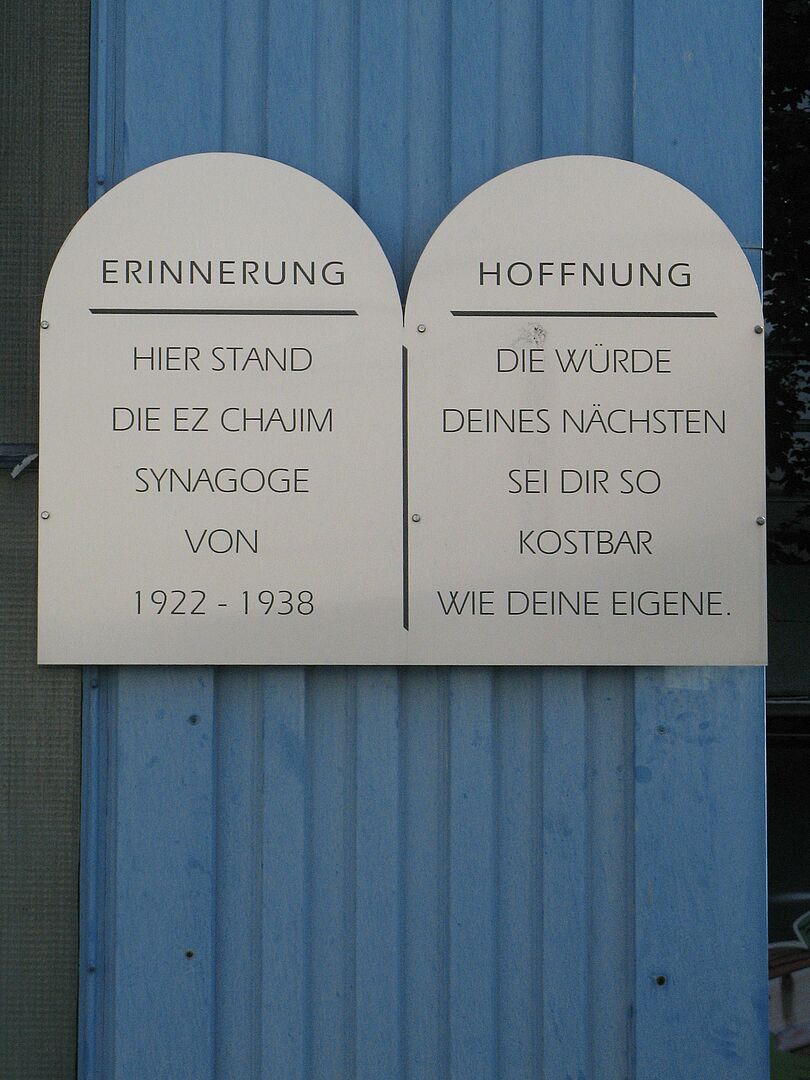 ERINNERUNG
HIER STAND
DIE EZ CHAJIM
SYNAGOGE
VON
1922 - 1938
HOFFNUNG
DIE WÜRDE
DEINES NÄCHSTEN
SEI DIR SO
KOSTBAR
WIE DEINE EIGENE.